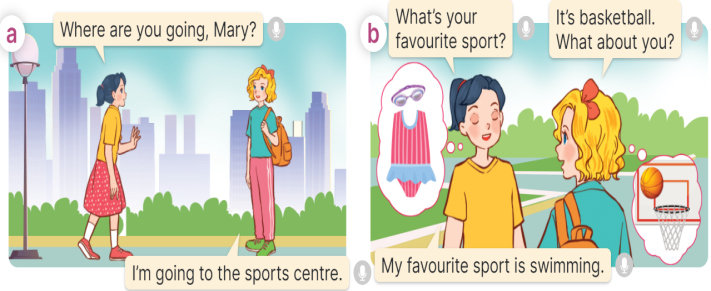 a
Where are you going, Mary?
I'm going to the sports centre.
b
What's your
favourite sport?
It's basketball.
What about you?
My favourite sport is swimming.